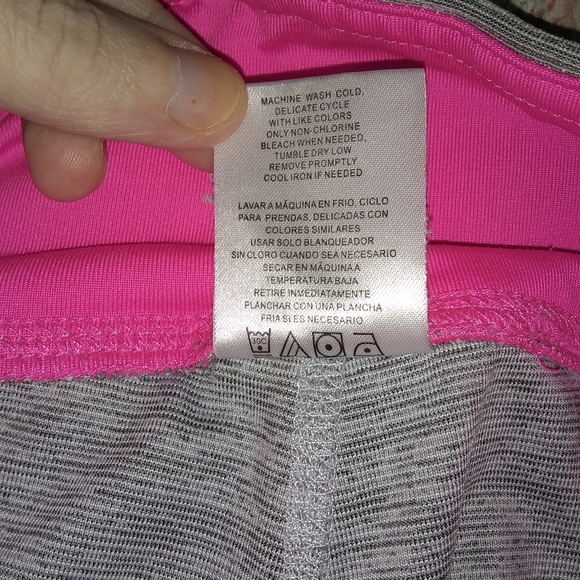 MACHINE WASH COLD,
DELICATE CYCLE
WITH LIKE COLORS
ONLY NON-CHLORINE
BLEACH WHEN NEEDED,
TUMBLE DRY LOW
REMOVE PROMPTLY
COOL IRON IF NEEDED
LAVAR A MÁQUINA EN FRIO, CICLO
PARA PRENDAS, DELICADAS CON
COLORES SIMILARES
USAR SOLO BLANQUEADOR
SIN CLORO CUANDO SEA NECESARIO
SECAR EN MÁQUINA A
TEMPERATURA BAJA
RETIRE INMEDIATAMENTE
PLANCHAR CON UNA PLANCHA
FRIA SI ES NECESARIO
30C